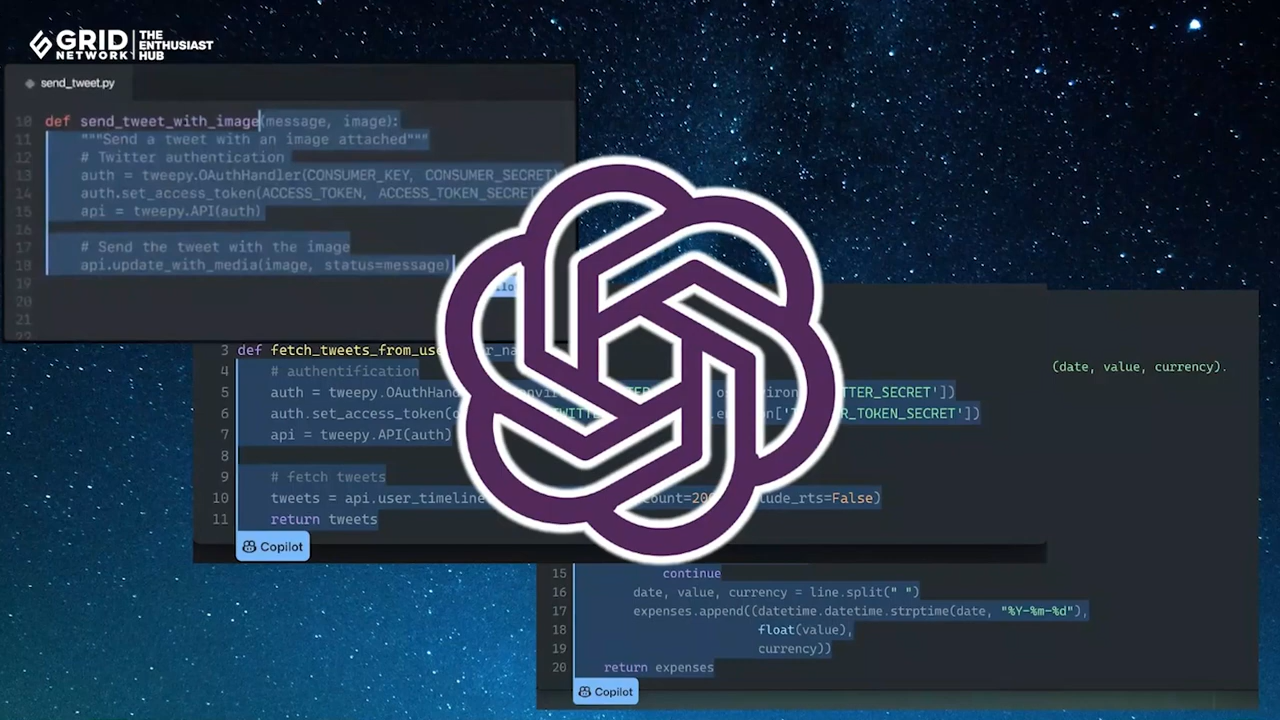 GRID NETWORK THE ENTHUSIAST HUB
send_tweet.py
10 def send_tweet_with_image(message, image):
11 """Send a tweet with an image attached"""
12 # Twitter authentication
13 auth = tweepy.OAuthHandler(CONSUMER_KEY, CONSUMER_SECRET)
14 auth.set_access_token(ACCESS_TOKEN, ACCESS_TOKEN_SECRET
15 api = tweepy.API(auth)
16
17 # Send the tweet with the image
18 api.update_with_media(image, status=message)
19
20
21
3 def fetch_tweets_from_use
(date, value, currency).
4 # authentification
5 auth = tweepy.OAuthHand TTER_SECRET'])
6 auth.set_access_token( _TOKEN_SECRET'])
7 api = tweepy.API(auth)
8
9 # fetch tweets
10 tweets = api.user_timeline lude_rts=False)
11 return tweets
Copilot
15 continue
16 date, value, currency = line.split(" ")
17 expenses.append((datetime.datetime.strptime(date, "%Y-%m-%d"),
18 float(value),
19 currency))
20 return expenses
Copilot